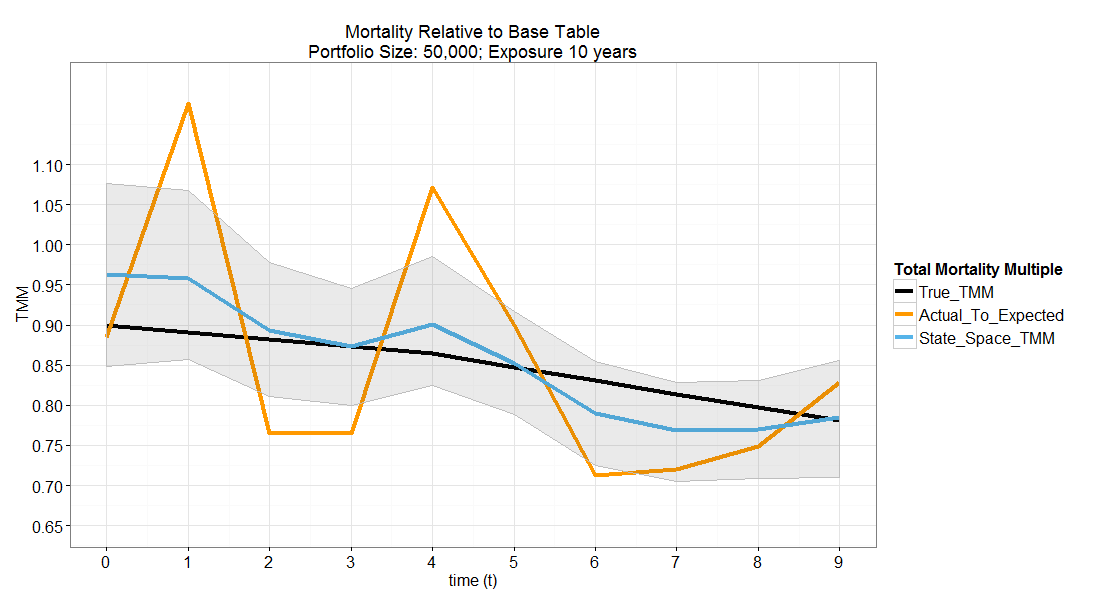 Mortality Relative to Base Table
Portfolio Size: 50,000; Exposure 10 years
TMM
1.10
1.05
1.00
0.95
0.90
0.85
0.80
0.75
0.70
0.65
0 1 2 3 4 5 6 7 8 9
time (t)
Total Mortality Multiple
True_TMM
Actual_To_Expected
State_Space_TMM